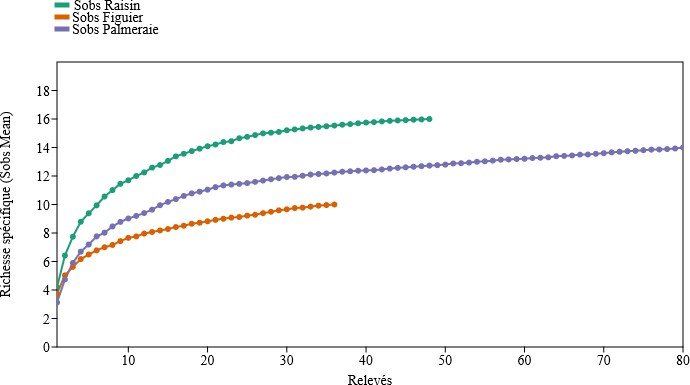 Sobs Raisin
Sobs Figuier
Sobs Palmeraie
Richesse spécifique (Sobs Mean)
18
16
14
12
10
8
6
4
2
0
10 20 30 40 50 60 70 80
Relevés